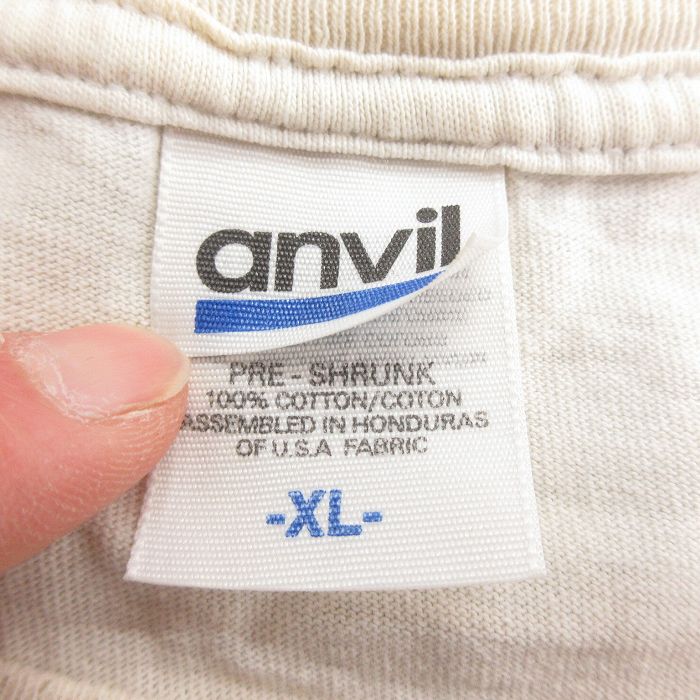 anvil
PRE-SHRUNK
100% COTTON/COTON
ASSEMBLED IN HONDURAS
OF U.S.A FABRIC
-XL-